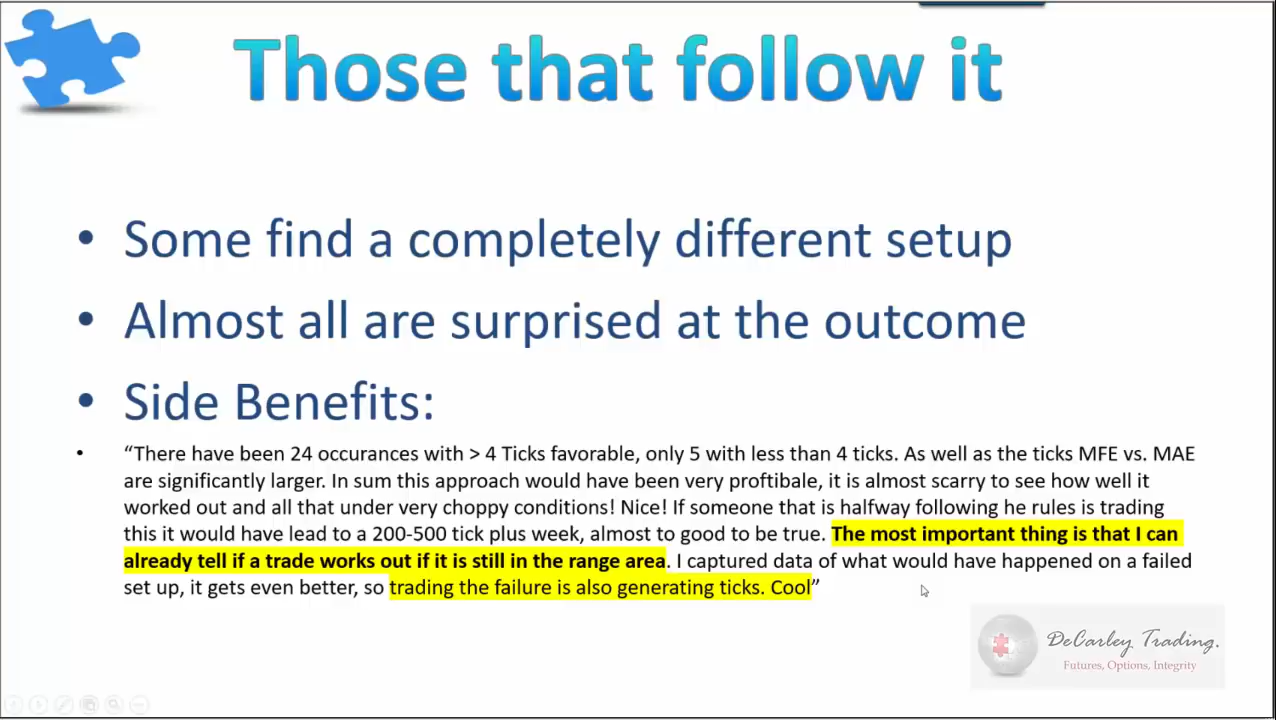 Those that follow it
• Some find a completely different setup
• Almost all are surprised at the outcome
• Side Benefits:
• “There have been 24 occurances with > 4 Ticks favorable, only 5 with less than 4 ticks. As well as the ticks MFE vs. MAE
are significantly larger. In sum this approach would have been very proftibale, it is almost scarry to see how well it
worked out and all that under very choppy conditions! Nice! If someone that is halfway following he rules is trading
this it would have lead to a 200-500 tick plus week, almost to good to be true. The most important thing is that I can
already tell if a trade works out if it is still in the range area. I captured data of what would have happened on a failed
set up, it gets even better, so trading the failure is also generating ticks. Cool”
DeCarley Trading.
Futures, Options, Integrity